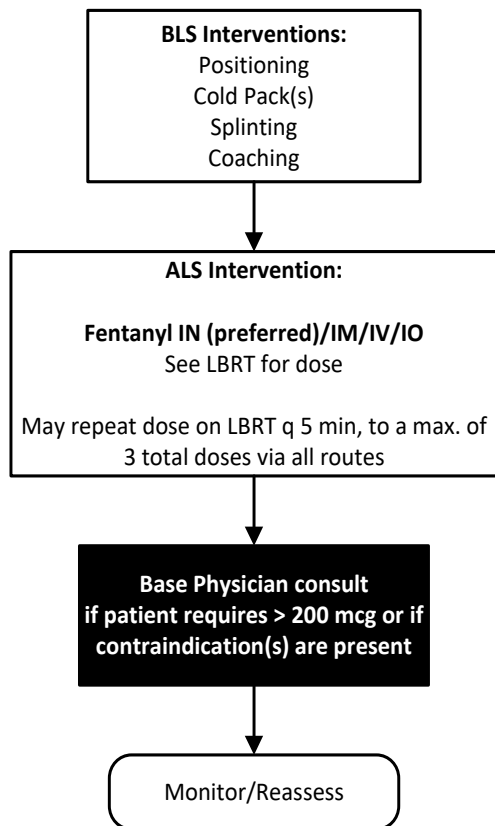 BLS Interventions:
Positioning
Cold Pack(s)
Splinting
Coaching
ALS Intervention:
Fentanyl IN (preferred)/IM/IV/IO
See LBRT for dose
May repeat dose on LBRT q 5 min, to a max. of
3 total doses via all routes
Base Physician consult
if patient requires > 200 mcg or if
contraindication(s) are present
Monitor/Reassess